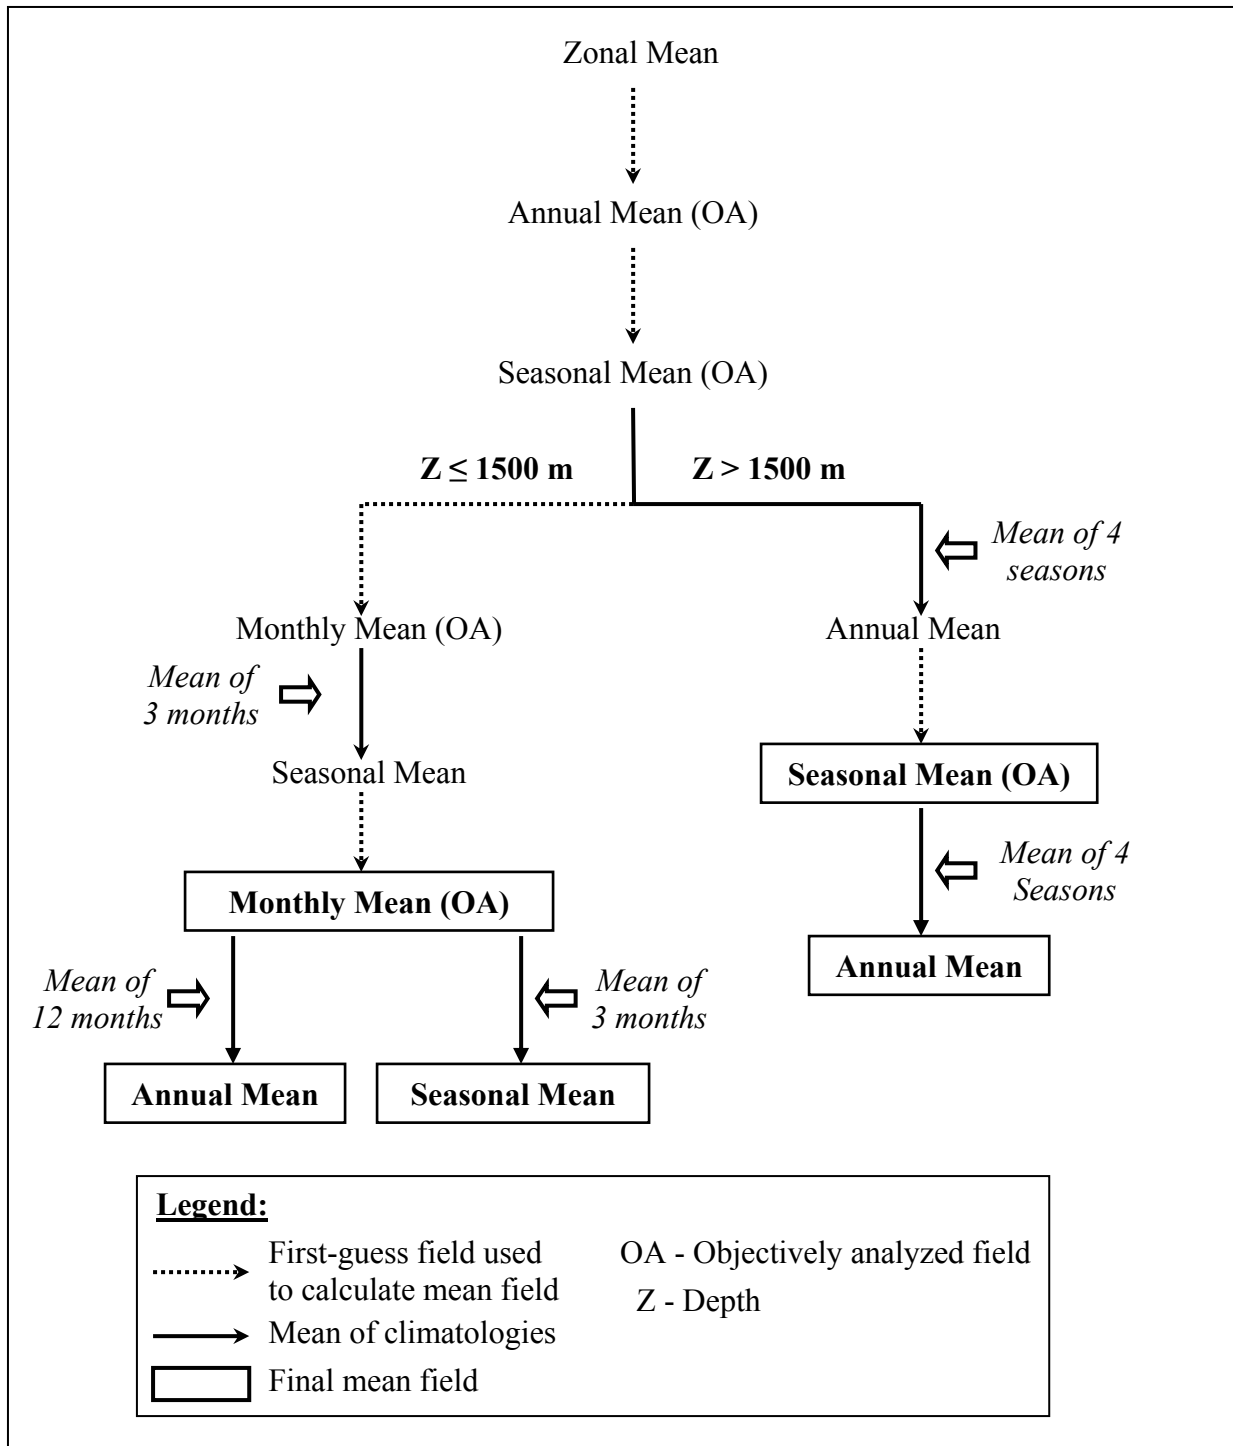 Zonal Mean
Annual Mean (OA)
Seasonal Mean (OA)
Z ≤ 1500 m
Z > 1500 m
Mean of 4
seasons
Monthly Mean (OA)
Annual Mean
Mean of
3 months
Seasonal Mean
Seasonal Mean (OA)
Mean of 4
Seasons
Monthly Mean (OA)
Annual Mean
Mean of
12 months
Mean of
3 months
Annual Mean
Seasonal Mean
Legend:
First-guess field used
to calculate mean field
Mean of climatologies
Final mean field
OA - Objectively analyzed field
Z - Depth